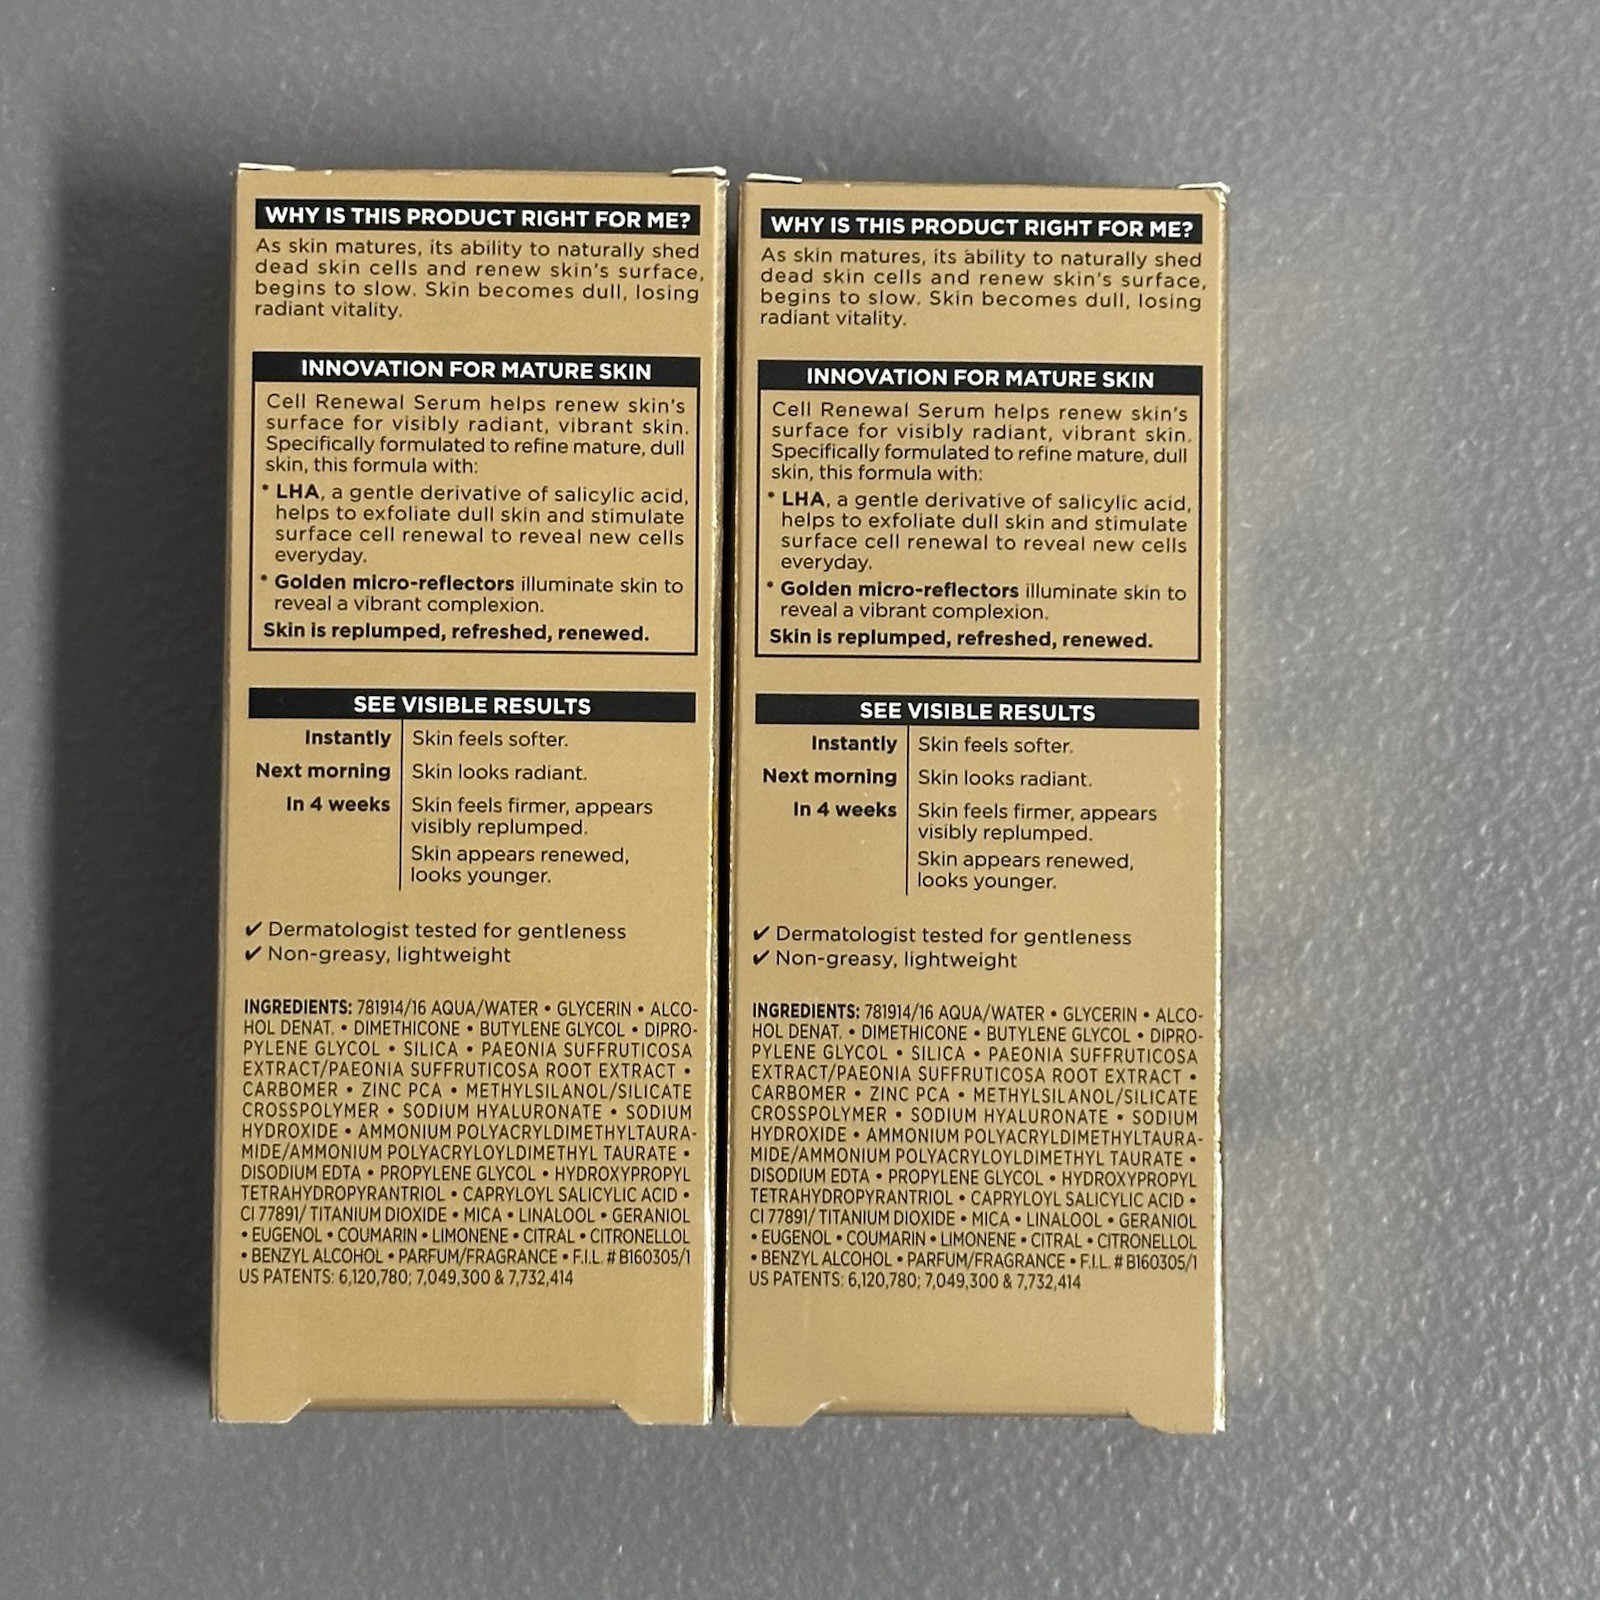 WHY IS THIS PRODUCT RIGHT FOR ME?
As skin matures, its ability to naturally shed
dead skin cells and renew skin's surface,
begins to slow. Skin becomes dull, losing
radiant vitality.
INNOVATION FOR MATURE SKIN
Cell Renewal Serum helps renew skin's
surface for visibly radiant, vibrant skin.
Specifically formulated to refine mature, dull
skin, this formula with:
• LHA, a gentle derivative of salicylic acid,
helps to exfoliate dull skin and stimulate
surface cell renewal to reveal new cells
everyday.
• Golden micro-reflectors illuminate skin to
reveal a vibrant complexion.
Skin is replumped, refreshed, renewed.
SEE VISIBLE RESULTS
Instantly Skin feels softer.
Next morning Skin looks radiant.
In 4 weeks Skin feels firmer, appears
visibly replumped.
Skin appears renewed,
looks younger.
✔ Dermatologist tested for gentleness
✔ Non-greasy, lightweight
INGREDIENTS: 781914/16 AQUA/WATER • GLYCERIN • ALCO-
HOL DENAT. • DIMETHICONE • BUTYLENE GLYCOL • DIPRO-
PYLENE GLYCOL • SILICA • PAEONIA SUFFRUTICOSA
EXTRACT/PAEONIA SUFFRUTICOSA ROOT EXTRACT •
CARBOMER • ZINC PCA • METHYLSILANOL/SILICATE
CROSSPOLYMER • SODIUM HYALURONATE • SODIUM
HYDROXIDE • AMMONIUM POLYACRYLDIMETHYLTAURA-
MIDE/AMMONIUM POLYACRYLOYLDIMETHYL TAURATE •
DISODIUM EDTA • PROPYLENE GLYCOL • HYDROXYPROPYL
TETRAHYDROPYRANTRIOL • CAPRYLOYL SALICYLIC ACID •
CI 77891/ TITANIUM DIOXIDE • MICA • LINALOOL • GERANIOL
• EUGENOL • COUMARIN • LIMONENE • CITRAL • CITRONELLOL
• BENZYL ALCOHOL • PARFUM/FRAGRANCE • F.I.L. # B160305/1
US PATENTS: 6,120,780; 7,049,300 & 7,732,414
WHY IS THIS PRODUCT RIGHT FOR ME?
As skin matures, its ability to naturally shed
dead skin cells and renew skin's surface,
begins to slow. Skin becomes dull, losing
radiant vitality.
INNOVATION FOR MATURE SKIN
Cell Renewal Serum helps renew skin's
surface for visibly radiant, vibrant skin.
Specifically formulated to refine mature, dull
skin, this formula with:
• LHA, a gentle derivative of salicylic acid,
helps to exfoliate dull skin and stimulate
surface cell renewal to reveal new cells
everyday.
• Golden micro-reflectors illuminate skin to
reveal a vibrant complexion.
Skin is replumped, refreshed, renewed.
SEE VISIBLE RESULTS
Instantly Skin feels softer.
Next morning Skin looks radiant.
In 4 weeks Skin feels firmer, appears
visibly replumped.
Skin appears renewed,
looks younger.
✔ Dermatologist tested for gentleness
✔ Non-greasy, lightweight
INGREDIENTS: 781914/16 AQUA/WATER • GLYCERIN • ALCO-
HOL DENAT. • DIMETHICONE • BUTYLENE GLYCOL • DIPRO-
PYLENE GLYCOL • SILICA • PAEONIA SUFFRUTICOSA
EXTRACT/PAEONIA SUFFRUTICOSA ROOT EXTRACT •
CARBOMER • ZINC PCA • METHYLSILANOL/SILICATE
CROSSPOLYMER • SODIUM HYALURONATE • SODIUM
HYDROXIDE • AMMONIUM POLYACRYLDIMETHYLTAURA-
MIDE/AMMONIUM POLYACRYLOYLDIMETHYL TAURATE •
DISODIUM EDTA • PROPYLENE GLYCOL • HYDROXYPROPYL
TETRAHYDROPYRANTRIOL • CAPRYLOYL SALICYLIC ACID •
CI 77891/ TITANIUM DIOXIDE • MICA • LINALOOL • GERANIOL
• EUGENOL • COUMARIN • LIMONENE • CITRAL • CITRONELLOL
• BENZYL ALCOHOL • PARFUM/FRAGRANCE • F.I.L. # B160305/1
US PATENTS: 6,120,780; 7,049,300 & 7,732,414